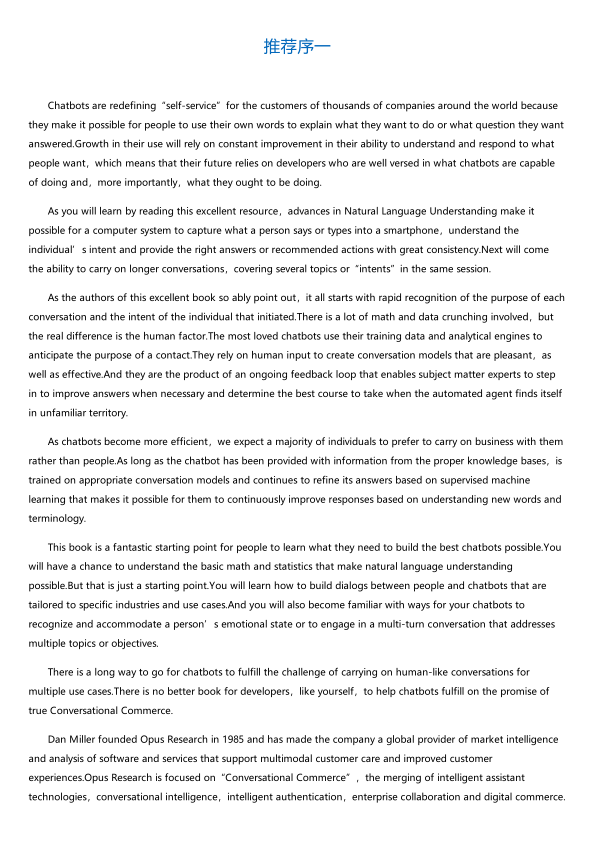 推荐序一
Chatbots are redefining“self-service”for the customers of thousands of companies around the world because
they make it possible for people to use their own words to explain what they want to do or what question they want
answered.Growth in their use will rely on constant improvement in their ability to understand and respond to what
people want，which means that their future relies on developers who are well versed in what chatbots are capable
of doing and，more importantly，what they ought to be doing.
As you will learn by reading this excellent resource，advances in Natural Language Understanding make it
possible for a computer system to capture what a person says or types into a smartphone，understand the
individual’s intent and provide the right answers or recommended actions with great consistency.Next will come
the ability to carry on longer conversations，covering several topics or“intents”in the same session.
As the authors of this excellent book so ably point out，it all starts with rapid recognition of the purpose of each
conversation and the intent of the individual that initiated.There is a lot of math and data crunching involved，but
the real difference is the human factor.The most loved chatbots use their training data and analytical engines to
anticipate the purpose of a contact.They rely on human input to create conversation models that are pleasant，as
well as effective.And they are the product of an ongoing feedback loop that enables subject matter experts to step
in to improve answers when necessary and determine the best course to take when the automated agent finds itself
in unfamiliar territory.
As chatbots become more efficient，we expect a majority of individuals to prefer to carry on business with them
rather than people.As long as the chatbot has been provided with information from the proper knowledge bases，is
trained on appropriate conversation models and continues to refine its answers based on supervised machine
learning that makes it possible for them to continuously improve responses based on understanding new words and
terminology.
This book is a fantastic starting point for people to learn what they need to build the best chatbots possible.You
will have a chance to understand the basic math and statistics that make natural language understanding
possible.But that is just a starting point.You will learn how to build dialogs between people and chatbots that are
tailored to specific industries and use cases.And you will also become familiar with ways for your chatbots to
recognize and accommodate a person’s emotional state or to engage in a multi-turn conversation that addresses
multiple topics or objectives.
There is a long way to go for chatbots to fulfill the challenge of carrying on human-like conversations for
multiple use cases.There is no better book for developers，like yourself，to help chatbots fulfill on the promise of
true Conversational Commerce.
Dan Miller founded Opus Research in 1985 and has made the company a global provider of market intelligence
and analysis of software and services that support multimodal customer care and improved customer
experiences.Opus Research is focused on“Conversational Commerce”，the merging of intelligent assistant
technologies，conversational intelligence，intelligent authentication，enterprise collaboration and digital commerce.